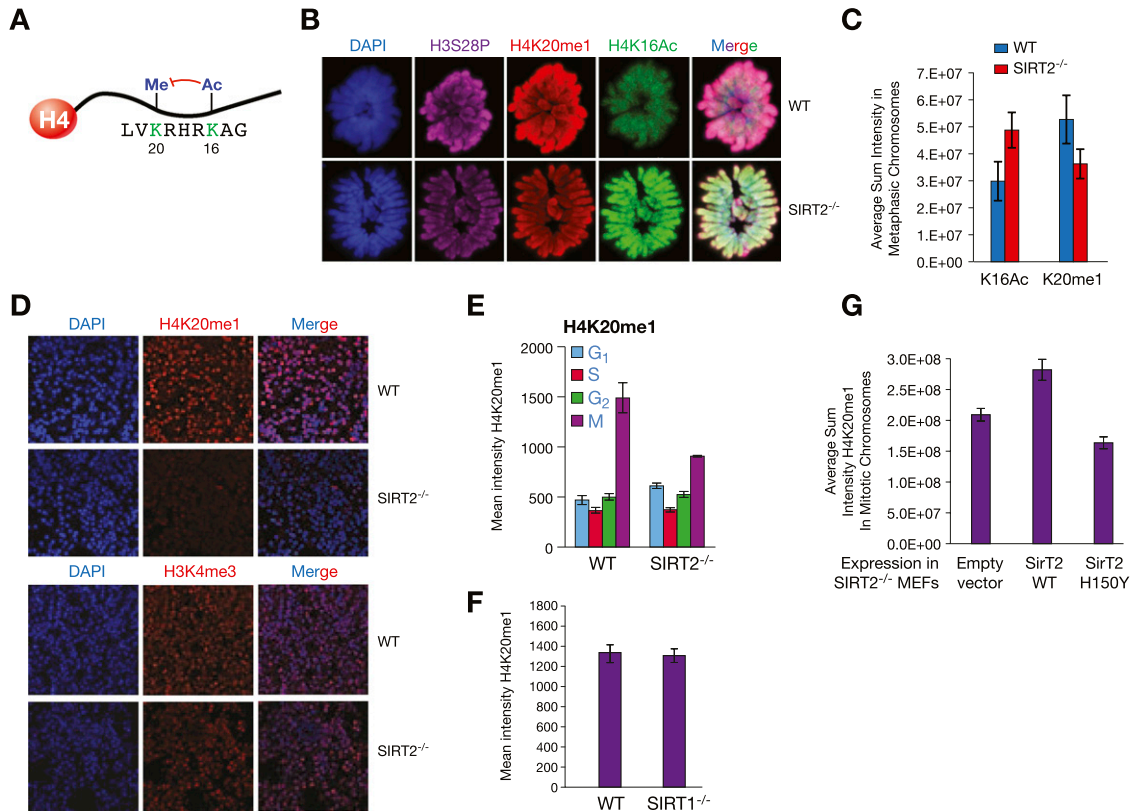 A
Me Ac
H4
LVKRHRKAG
20 16
B
DAPI H3S28P H4K20me1 H4K16Ac Merge
WT
SIRT2-/-
C
WT
SIRT2-/-
Average Sum Intensity in
Metaphasic Chromosomes
7.E+07
6.E+07
5.E+07
4.E+07
3.E+07
2.E+07
1.E+07
0.E+00
K16Ac K20me1
D
DAPI H4K20me1 Merge
WT
SIRT2-/-
DAPI H3K4me3 Merge
WT
SIRT2-/-
E
H4K20me1
Mean intensity H4K20me1
2000
1500
1000
500
0
G1
S
G2
M
WT SIRT2-/-
F
Mean intensity H4K20me1
1800
1600
1400
1200
1000
800
600
400
200
0
WT SIRT1-/-
G
Average Sum
Intensity H4K20me1
In Mitotic Chromosomes
3.0E+08
2.5E+08
2.0E+08
1.5E+08
1.0E+08
5.0E+07
0.0E+00
Expression in
SIRT2-/- MEFs
Empty
vector
SirT2
WT
SirT2
H150Y